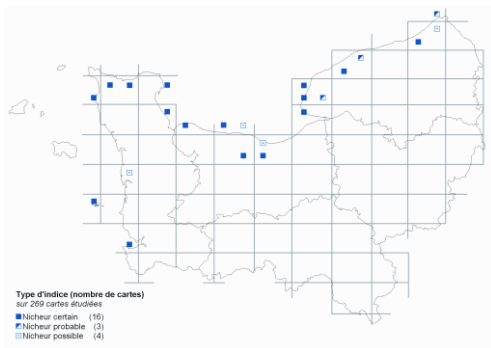 Type d'indice (nombre de cartes)
sur 269 cartes étudiées
Nicheur certain (16)
Nicheur probable (3)
Nicheur possible (4)